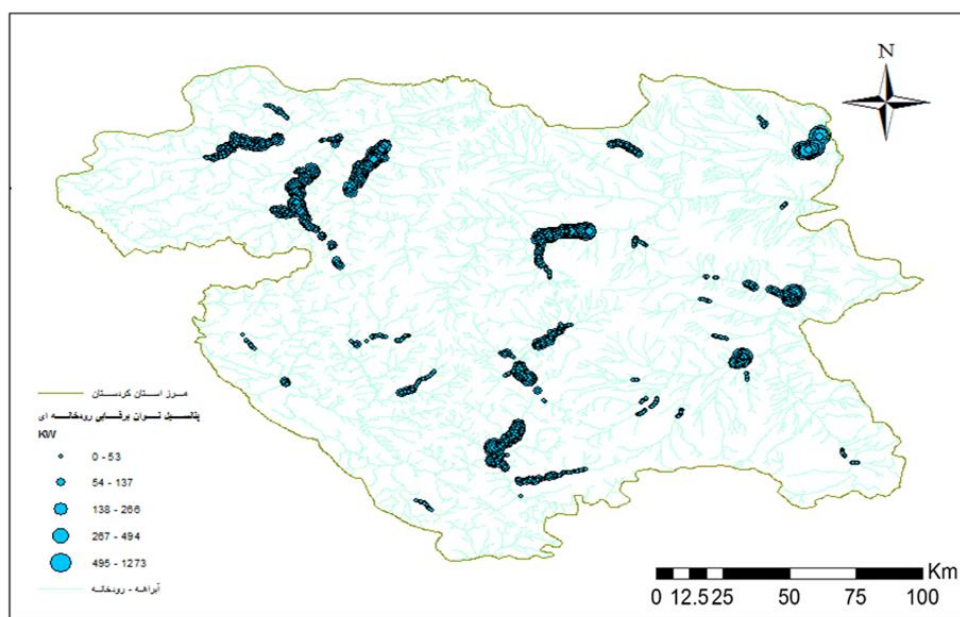 N
مرز استان کردستان
پتانسیل توان برقابی رودخانه ای
KW
0 - 53
54 - 137
138 - 266
267 - 494
495 - 1273
آبراهه - رودخانه
Km
0 12.5 25 50 75 100